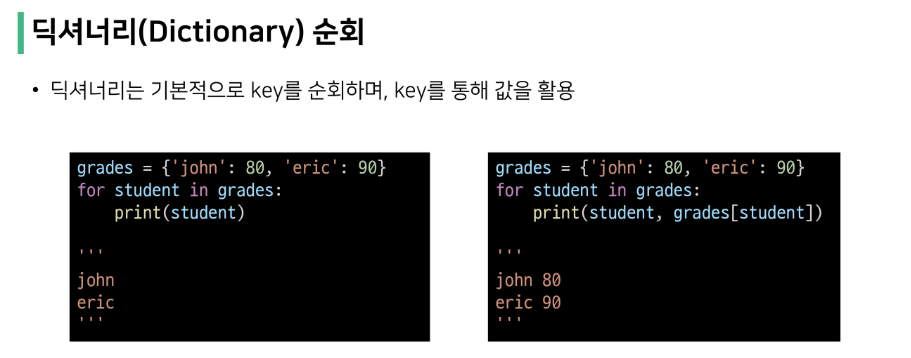 딕셔너리(Dictionary) 순회
• 딕셔너리는 기본적으로 key를 순회하며, key를 통해 값을 활용
grades = {'john': 80, 'eric': 90}
for student in grades:
    print(student)
'''
john
eric
'''
grades = {'john': 80, 'eric': 90}
for student in grades:
    print(student, grades[student])
'''
john 80
eric 90
'''